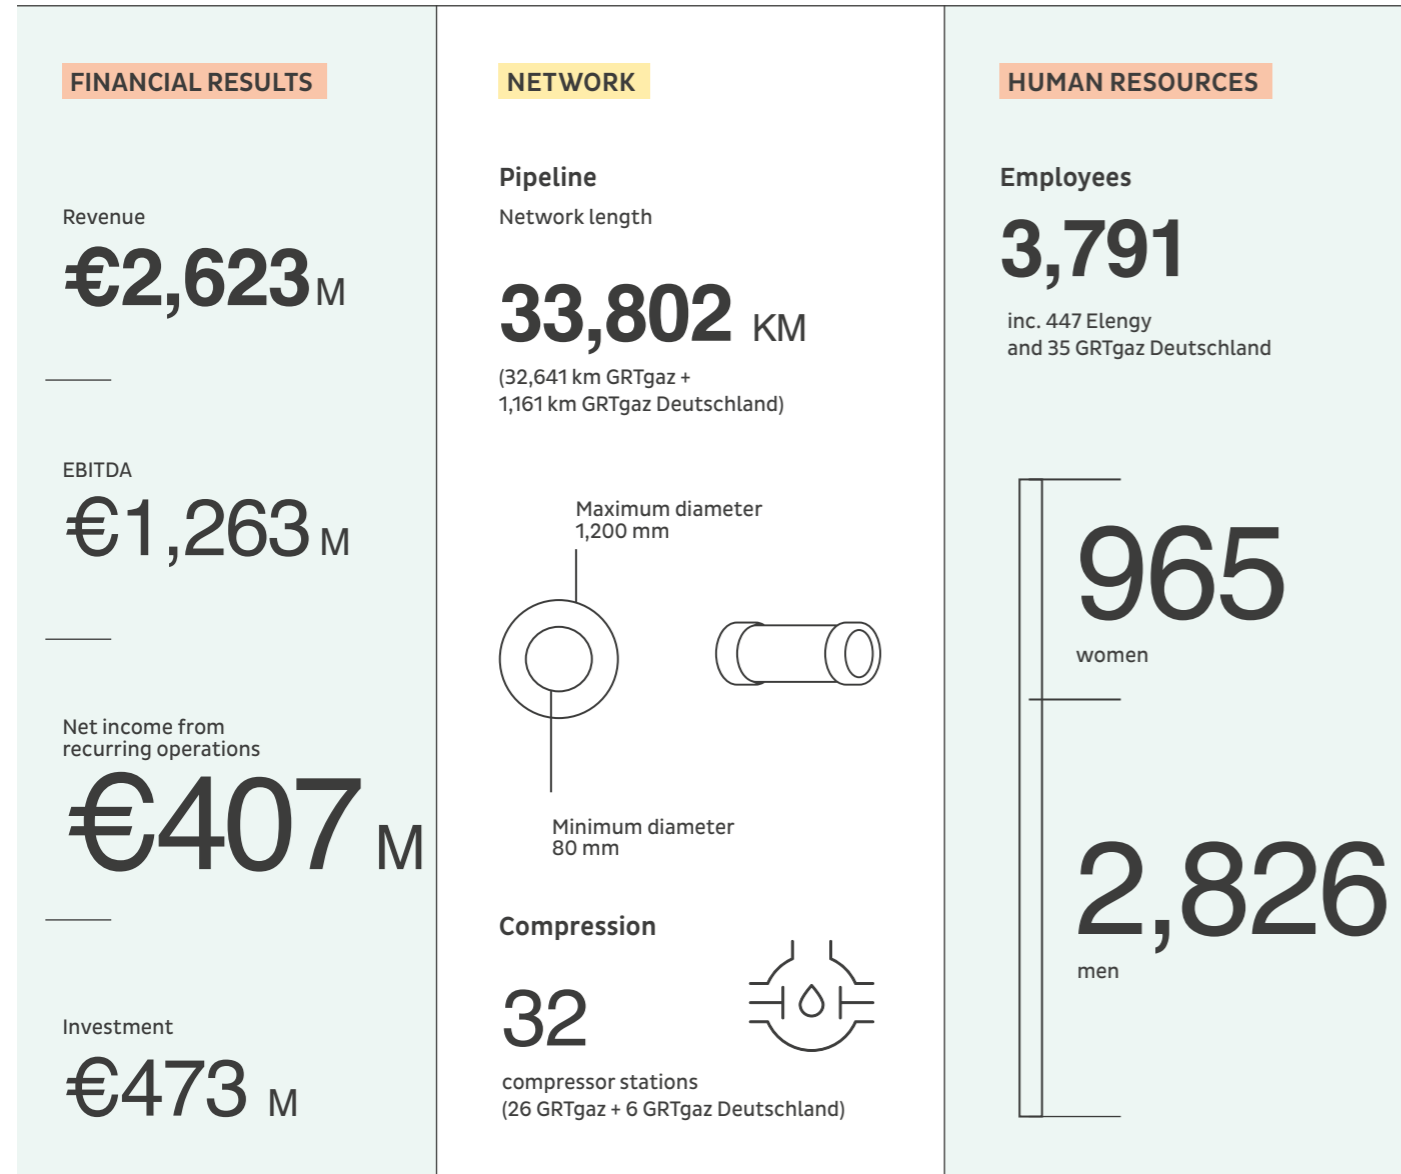 FINANCIAL RESULTS
Revenue
€2,623 M
EBITDA
€1,263 M
Net income from
recurring operations
€407 M
Investment
€473 M
NETWORK
Pipeline
Network length
33,802 KM
(32,641 km GRTgaz +
1,161 km GRTgaz Deutschland)
Maximum diameter
1,200 mm
Minimum diameter
80 mm
Compression
32
compressor stations
(26 GRTgaz + 6 GRTgaz Deutschland)
HUMAN RESOURCES
Employees
3,791
inc. 447 Elengy
and 35 GRTgaz Deutschland
965
women
2,826
men